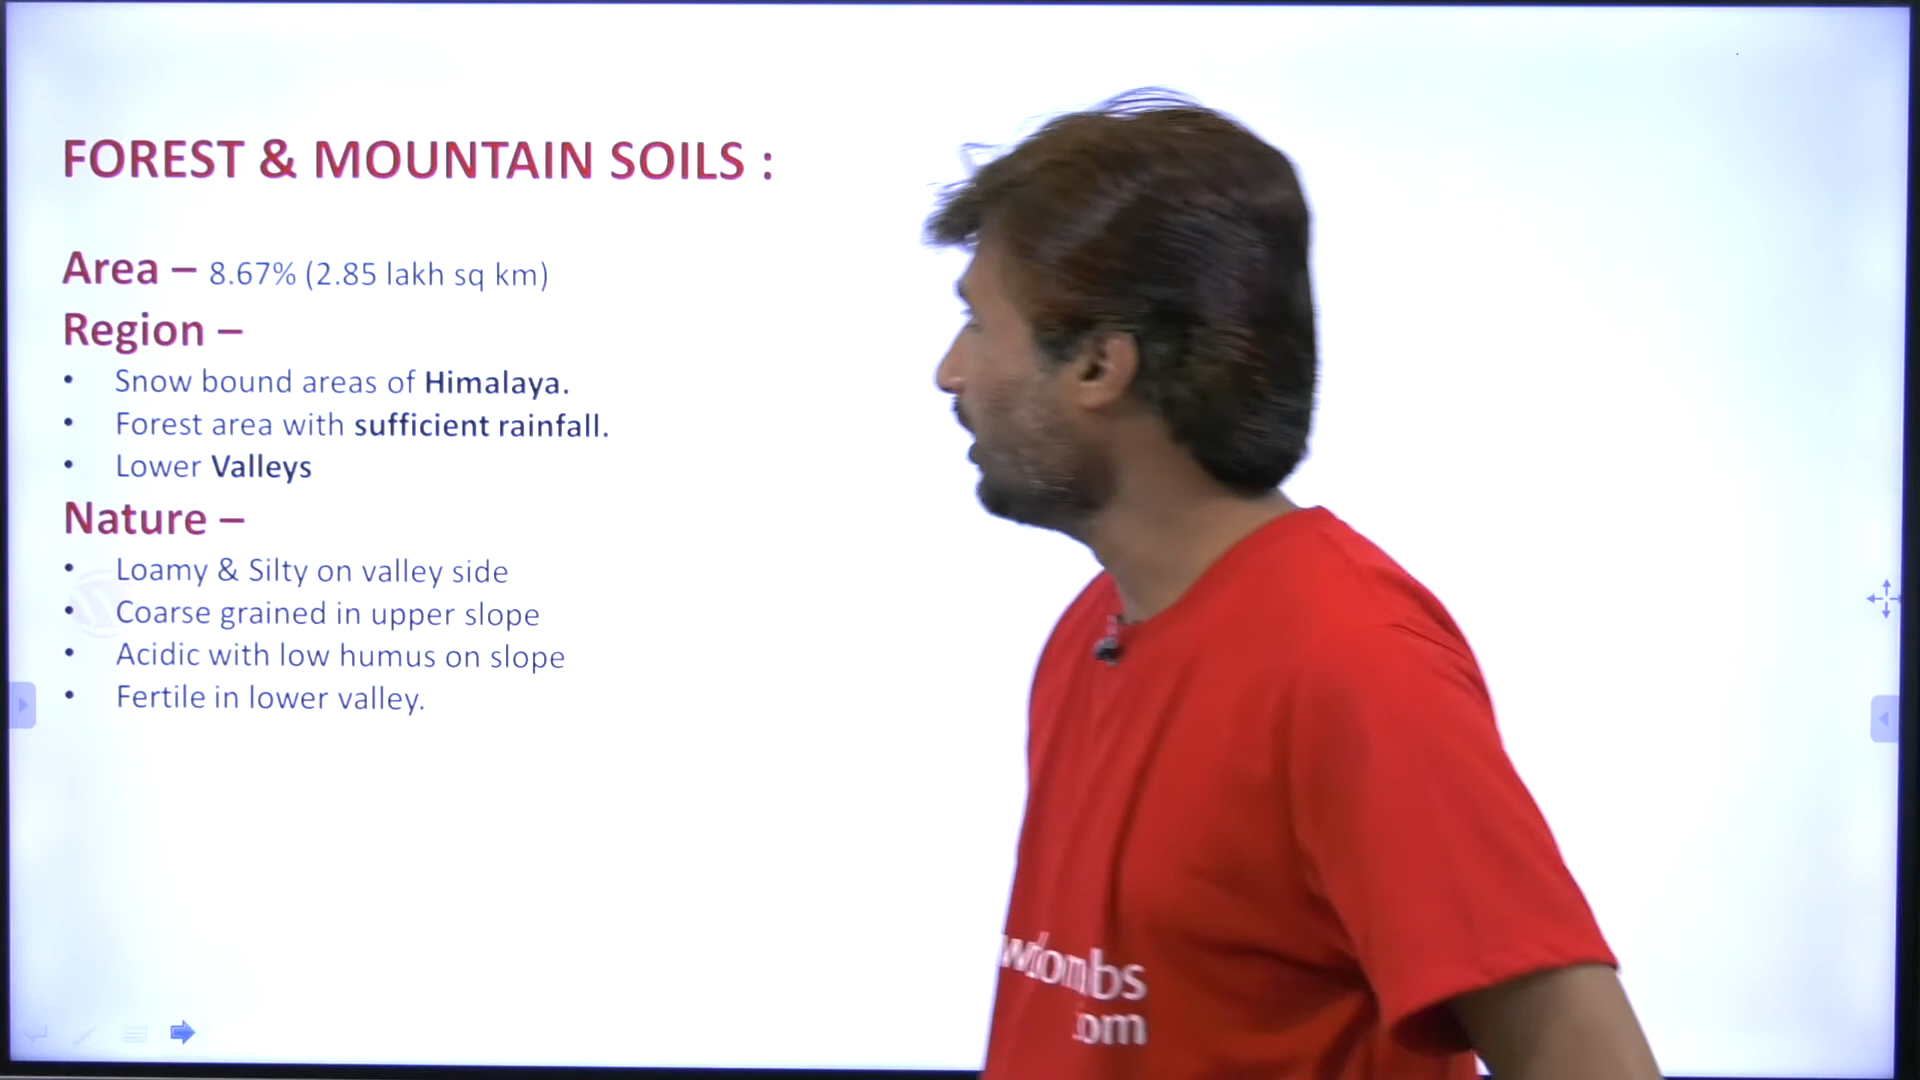 FOREST & MOUNTAIN SOILS :
Area – 8.67% (2.85 lakh sq km)
Region –
• Snow bound areas of Himalaya.
• Forest area with sufficient rainfall.
• Lower Valleys
Nature –
• Loamy & Silty on valley side
• Coarse grained in upper slope
• Acidic with low humus on slope
• Fertile in lower valley.